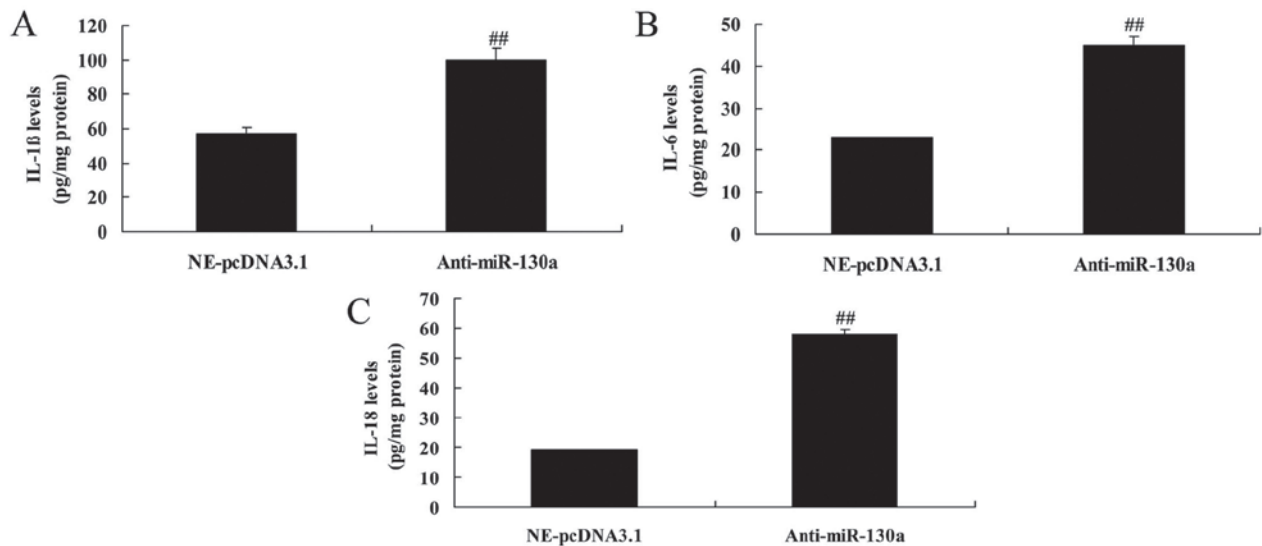 A
IL-1ß levels
(pg/mg protein)
120
100
80
60
40
20
0
##
NE-pcDNA3.1
Anti-miR-130a
B
IL-6 levels
(pg/mg protein)
50
40
30
20
10
0
##
NE-pcDNA3.1
Anti-miR-130a
C
IL-18 levels
(pg/mg protein)
70
60
50
40
30
20
10
0
##
NE-pcDNA3.1
Anti-miR-130a